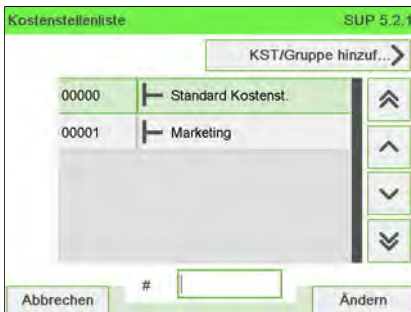 Kostenstellenliste SUP 5.2.1
KST/Gruppe hinzuf...
00000 Standard Kostenst.
00001 Marketing
#
Abbrechen Ändern